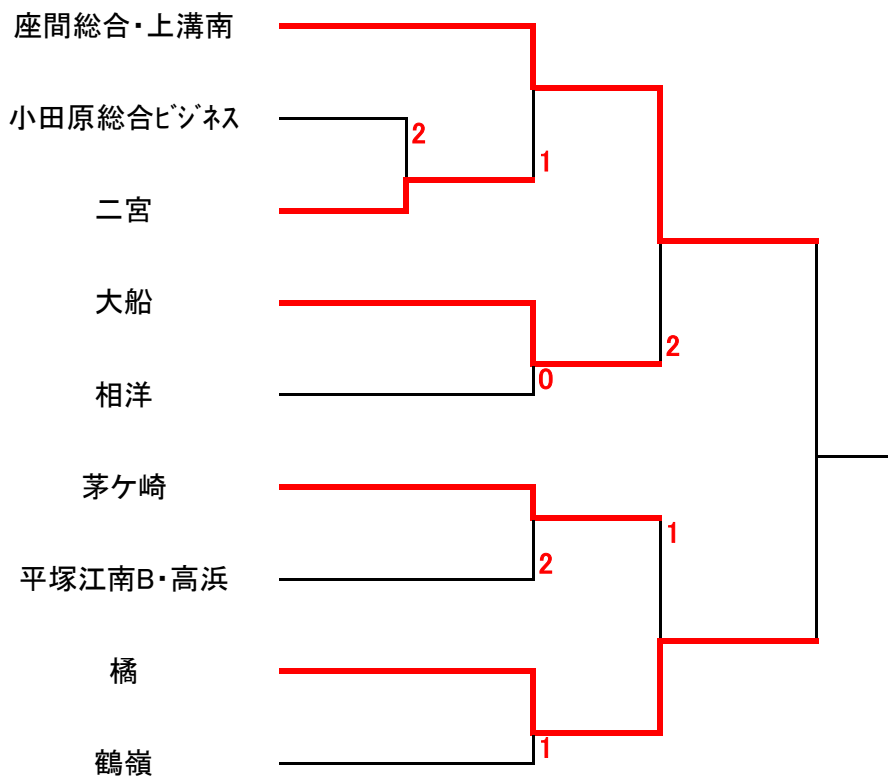 座間総合・上溝南
小田原総合ﾋﾞｼﾞﾈｽ
2
1
二宮
大船
2
0
相洋
茅ケ崎
1
2
平塚江南B・高浜
橘
1
鶴嶺